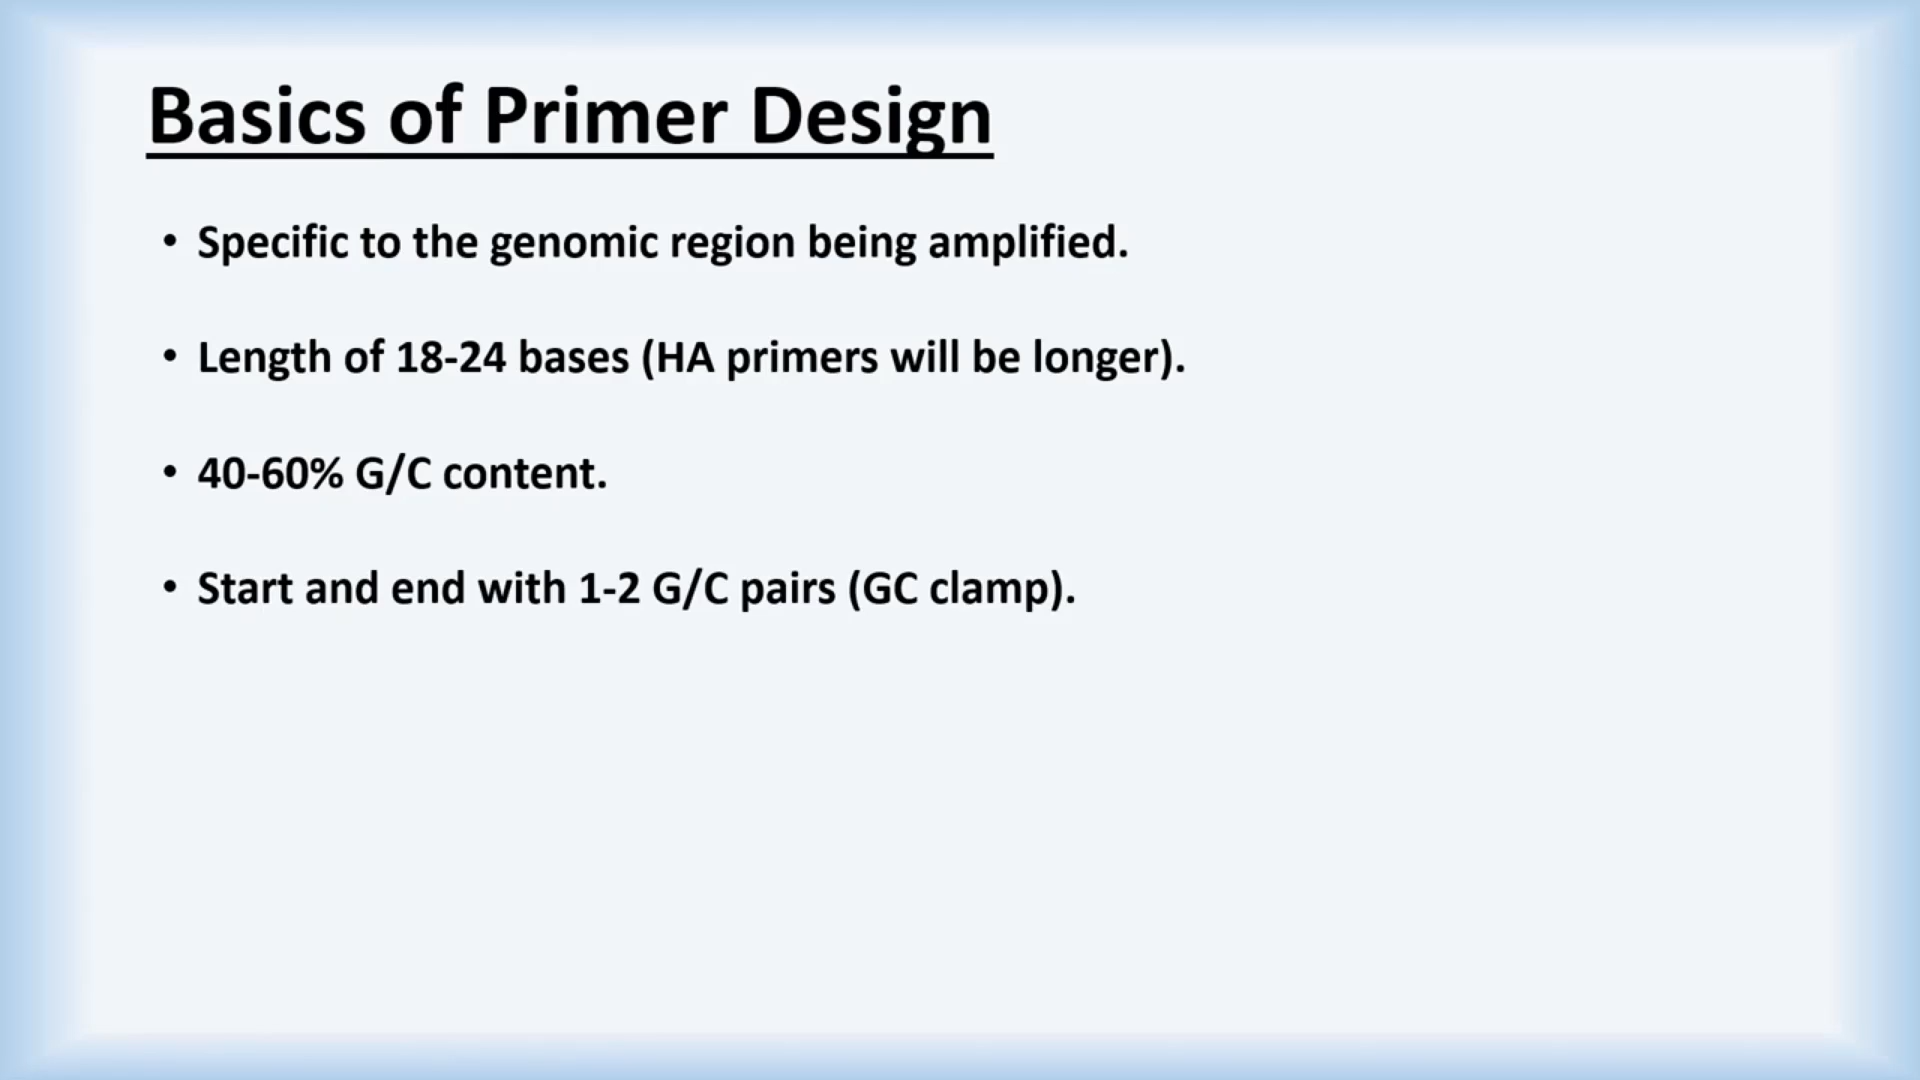 Basics of Primer Design
• Specific to the genomic region being amplified.
• Length of 18-24 bases (HA primers will be longer).
• 40-60% G/C content.
• Start and end with 1-2 G/C pairs (GC clamp).